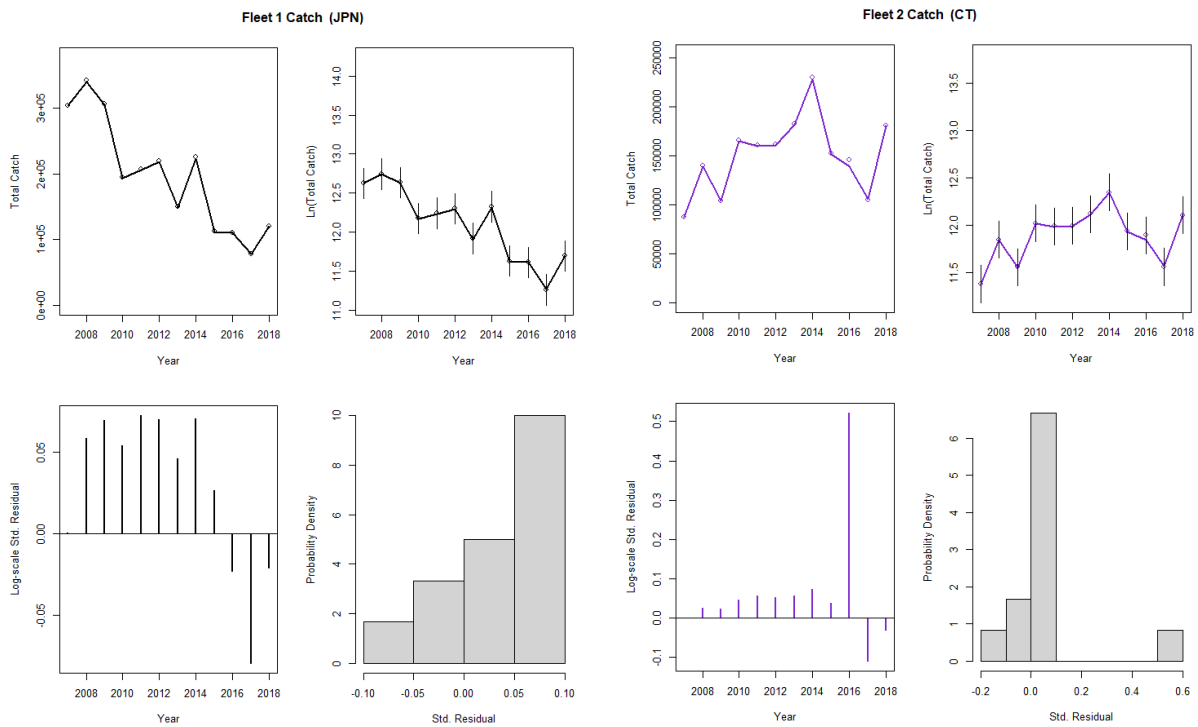 Fleet 1 Catch (JPN)
Total Catch
0e+00 1e+05 2e+05 3e+05
2008 2010 2012 2014 2016 2018
Year
Ln(Total Catch)
11.0 11.5 12.0 12.5 13.0 13.5 14.0
2008 2010 2012 2014 2016 2018
Year
Log-scale Std. Residual
-0.05 0.00 0.05
2008 2010 2012 2014 2016 2018
Year
Probability Density
0 2 4 6 8 10
-0.10 -0.05 0.00 0.05 0.10
Std. Residual
Fleet 2 Catch (CT)
Total Catch
0 50000 100000 150000 200000 250000
2008 2010 2012 2014 2016 2018
Year
Ln(Total Catch)
11.5 12.0 12.5 13.0 13.5
2008 2010 2012 2014 2016 2018
Year
Log-scale Std. Residual
-0.1 0.0 0.1 0.2 0.3 0.4 0.5
2008 2010 2012 2014 2016 2018
Year
Probability Density
0 1 2 3 4 5 6
-0.2 0.0 0.2 0.4 0.6
Std. Residual